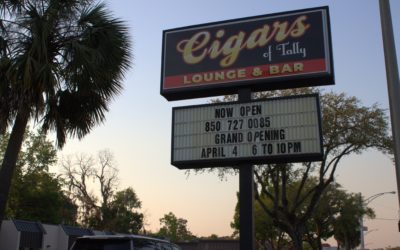 Cigars
of Tally
LOUNGE & BAR
NOW OPEN
850 727 0085
GRAND OPENING
APRIL 4 6 TO 10PM